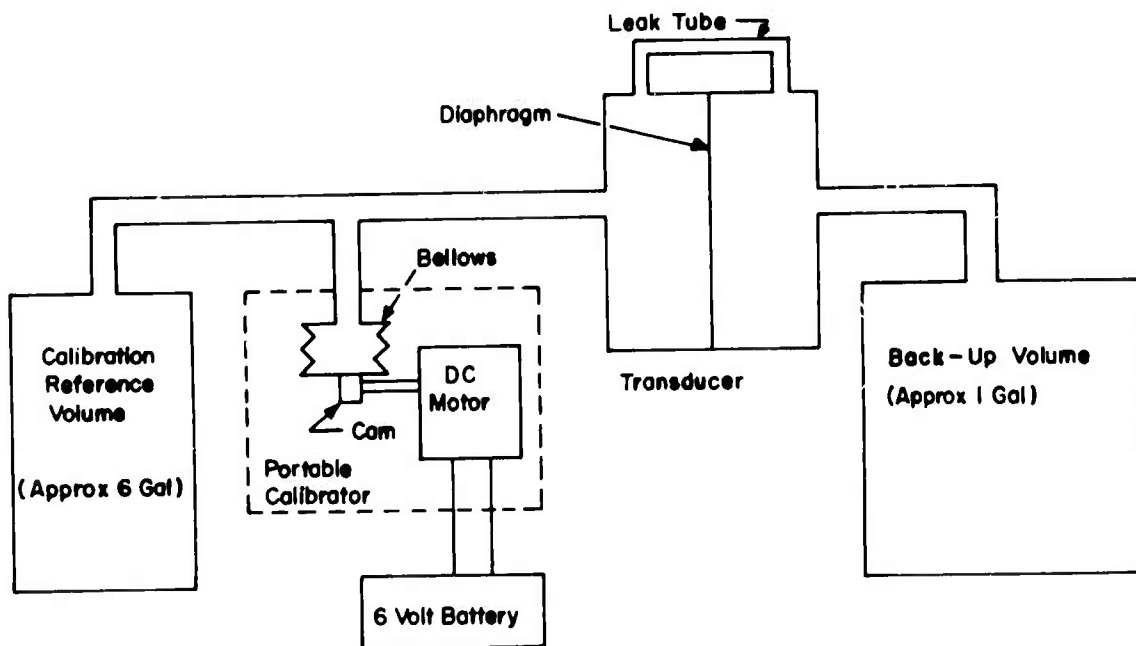 Leak Tube
Diaphragm
Bellows
Calibration
Reference
Volume
(Approx 6 Gal)
DC
Motor
Cam
Portable
Calibrator
6 Volt Battery
Transducer
Back-Up Volume
(Approx 1 Gal)